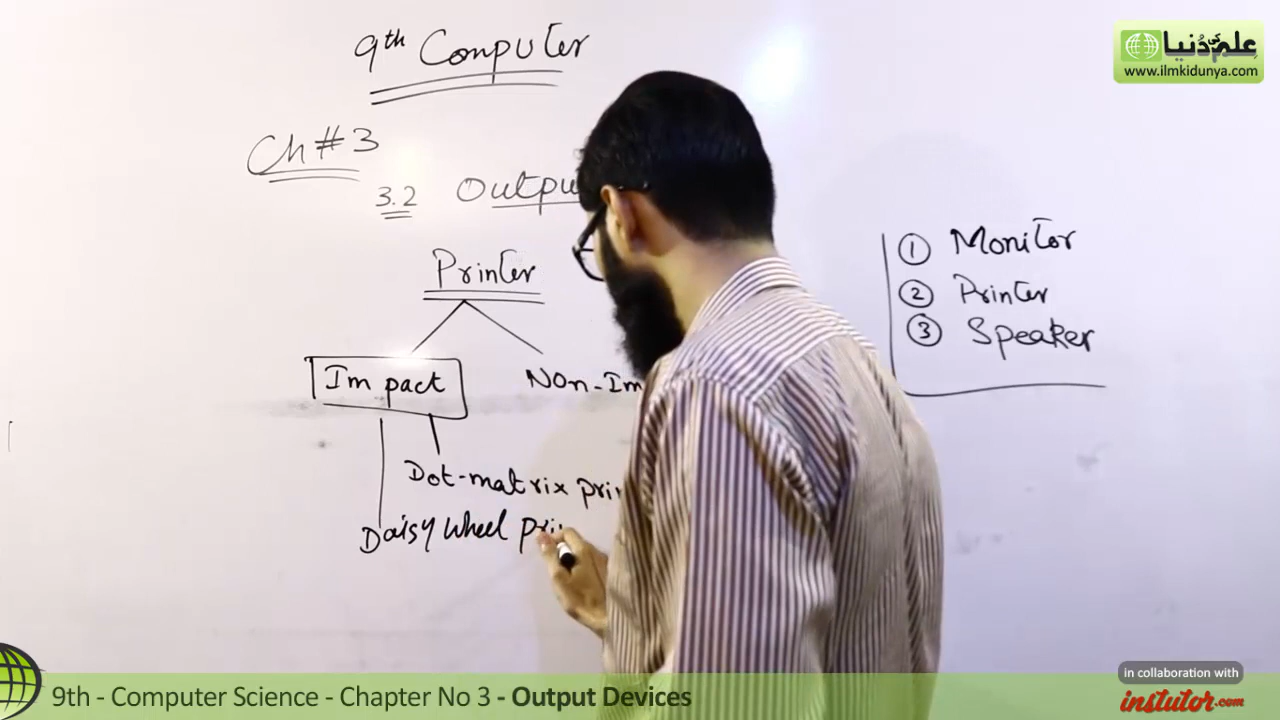 9th Computer
Ch # 3
3.2 Outpu
Printer
Impact
Non-Im
Dot-matrix prin
Daisy Wheel pri
1 Monitor
2 Printer
3 Speaker
علم کی دُنیا
www.ilmkidunya.com
9th - Computer Science - Chapter No 3 - Output Devices
in collaboration with
instutor.com